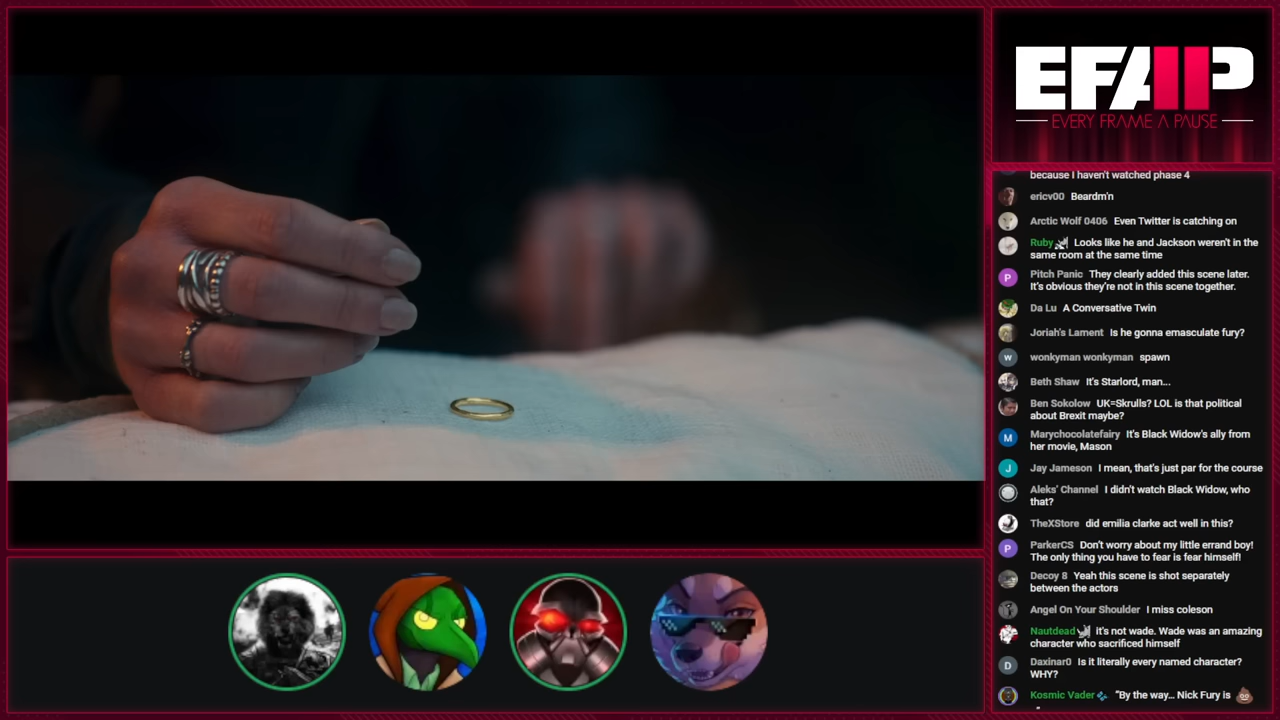 EFAP
EVERY FRAME A PAUSE
because I haven't watched phase 4
ericv00 Beardm'n
Arctic Wolf 0406 Even Twitter is catching on
Ruby Looks like he and Jackson weren't in the
same room at the same time
Pitch Panic They clearly added this scene later.
It's obvious they're not in this scene together.
Da Lu A Conservative Twin
Joriah's Lament Is he gonna emasculate fury?
wonkyman wonkyman spawn
Beth Shaw It's Starlord, man...
Ben Sokolow UK=Skrulls? LOL is that political
about Brexit maybe?
Marychocolatefairy It's Black Widow's ally from
her movie, Mason
Jay Jameson I mean, that's just par for the course
Aleks' Channel I didn't watch Black Widow, who
that?
TheXStore did emilia clarke act well in this?
ParkerCS Don't worry about my little errand boy!
The only thing you have to fear is fear himself!
Decoy 8 Yeah this scene is shot separately
between the actors
Angel On Your Shoulder I miss coleson
Nautdead it's not wade. Wade was an amazing
character who sacrificed himself
Daxinar0 Is it literally every named character?
WHY?
Kosmic Vader "By the way... Nick Fury is 💩